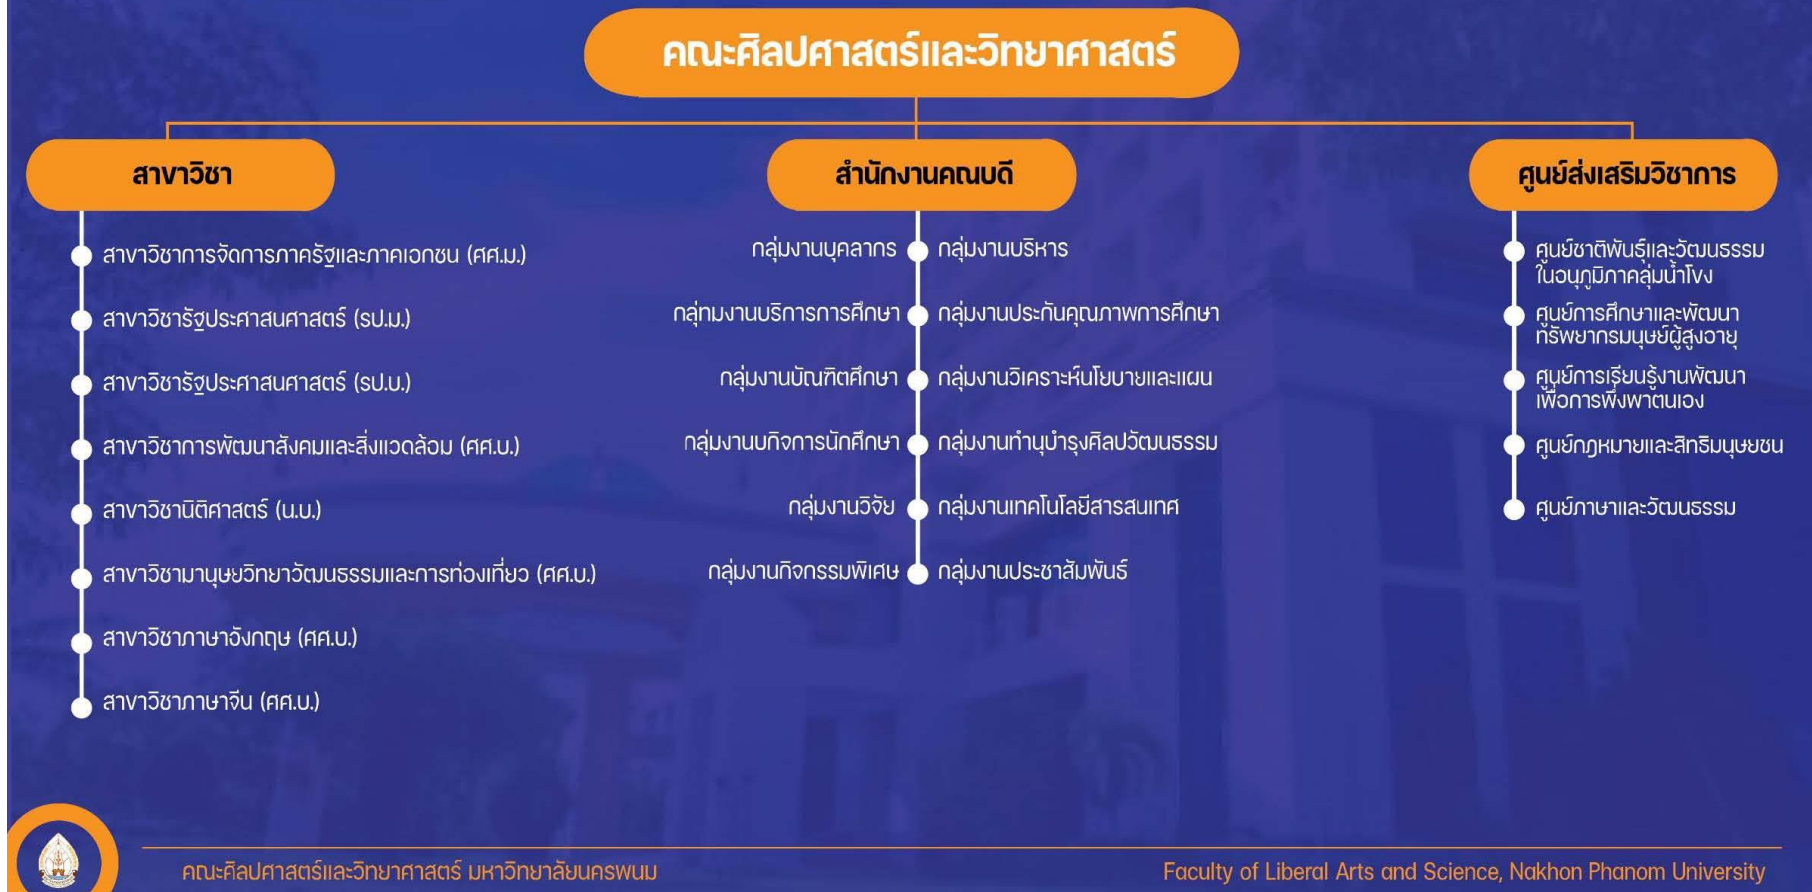 คณะศิลปศาสตร์และวิทยาศาสตร์
สาขาวิชา
สาขาวิชาการจัดการภาครัฐและภาคเอกชน (ศศ.ม.)
สาขาวิชารัฐประศาสนศาสตร์ (รป.ม.)
สาขาวิชารัฐประศาสนศาสตร์ (รป.บ.)
สาขาวิชาการพัฒนาสังคมและสิ่งแวดล้อม (ศศ.บ.)
สาขาวิชานิติศาสตร์ (น.บ.)
สาขาวิชามานุษยวิทยาวัฒนธรรมและการท่องเที่ยว (ศศ.บ.)
สาขาวิชาภาษาอังกฤษ (ศศ.บ.)
สาขาวิชาภาษาจีน (ศศ.บ.)
สำนักงานคณบดี
กลุ่มงานบุคลากร
กลุ่ทมงานบริการการศึกษา
กลุ่มงานบัณฑิตศึกษา
กลุ่มงานบกิจการนักศึกษา
กลุ่มงานวิจัย
กลุ่มงานกิจกรรมพิเศษ
กลุ่มงานบริหาร
กลุ่มงานประกันคุณภาพการศึกษา
กลุ่มงานวิเคราะห์นโยบายและแผน
กลุ่มงานทำนุบำรุงศิลปวัฒนธรรม
กลุ่มงานเทคโนโลยีสารสนเทศ
กลุ่มงานประชาสัมพันธ์
ศูนย์ส่งเสริมวิชาการ
ศูนย์ชาติพันธุ์และวัฒนธรรม
ในอนุภูมิภาคลุ่มน้ำโขง
ศูนย์การศึกษาและพัฒนา
ทรัพยากรมนุษย์ผู้สูงอายุ
ศูนย์การเรียนรู้งานพัฒนา
เพื่อการพึ่งพาตนเอง
ศูนย์กฎหมายและสิทธิมนุษยชน
ศูนย์ภาษาและวัฒนธรรม
คณะศิลปศาสตร์และวิทยาศาสตร์ มหาวิทยาลัยนครพนม
Faculty of Liberal Arts and Science, Nakhon Phanom University